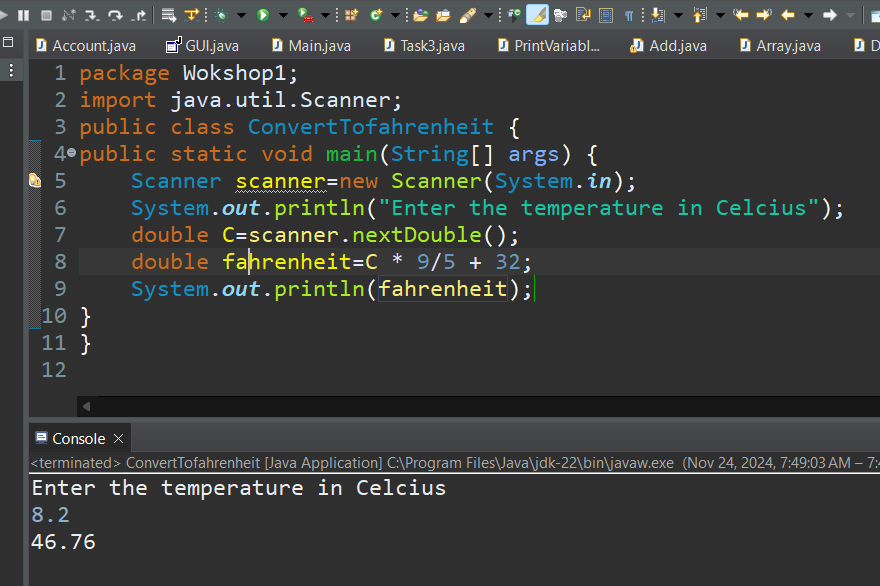 Account.java GUI.java Main.java Task3.java PrintVariabl... Add.java Array.java D
1 package Wokshop1;
2 import java.util.Scanner;
3 public class ConvertTofahrenheit {
4 public static void main(String[] args) {
5 Scanner scanner=new Scanner(System.in);
6 System.out.println("Enter the temperature in Celcius");
7 double C=scanner.nextDouble();
8 double fahrenheit=C * 9/5 + 32;
9 System.out.println(fahrenheit);
10 }
11 }
12
Console
<terminated> ConvertTofahrenheit [Java Application] C:\Program Files\Java\jdk-22\bin\javaw.exe (Nov 24, 2024, 7:49:03 AM – 7:4
Enter the temperature in Celcius
8.2
46.76